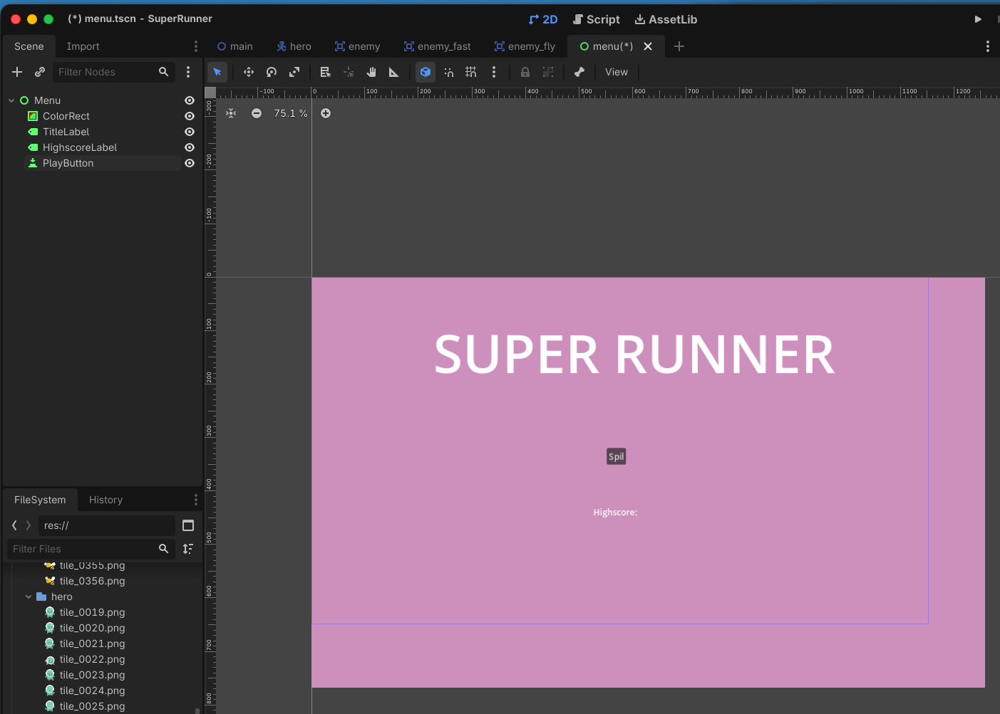 (*) menu.tscn - SuperRunner
2D
Script
AssetLib
Scene
Import
main
hero
enemy
enemy_fast
enemy_fly
menu(*)
Filter Nodes
View
Menu
ColorRect
TitleLabel
HighscoreLabel
PlayButton
-100
0
100
200
300
400
500
600
700
800
900
1000
1100
1200
75.1 %
-300
-200
-100
0
100
200
300
400
500
600
700
800
SUPER RUNNER
Spil
Highscore:
FileSystem
History
res://
Filter Files
tile_0355.png
tile_0356.png
hero
tile_0019.png
tile_0020.png
tile_0021.png
tile_0022.png
tile_0023.png
tile_0024.png
tile_0025.png